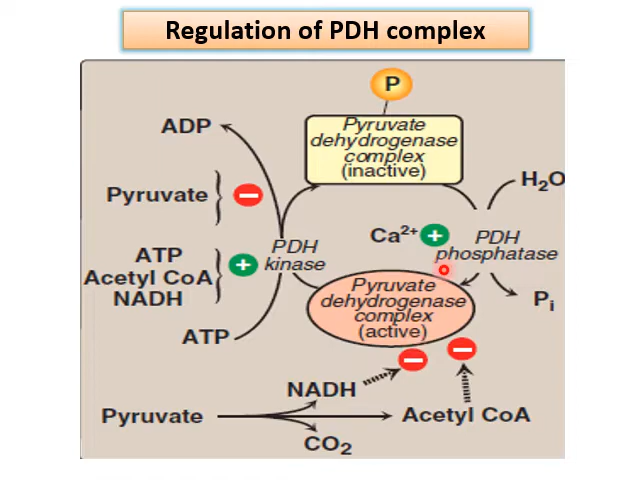 Regulation of PDH complex
P
ADP
Pyruvate
dehydrogenase
complex
(inactive)
H₂O
Pyruvate
−
Ca²⁺ +
PDH
phosphatase
ATP
Acetyl CoA
NADH
+
PDH
kinase
Pyruvate
dehydrogenase
complex
(active)
Pᵢ
ATP
−
−
NADH
Pyruvate
Acetyl CoA
CO₂